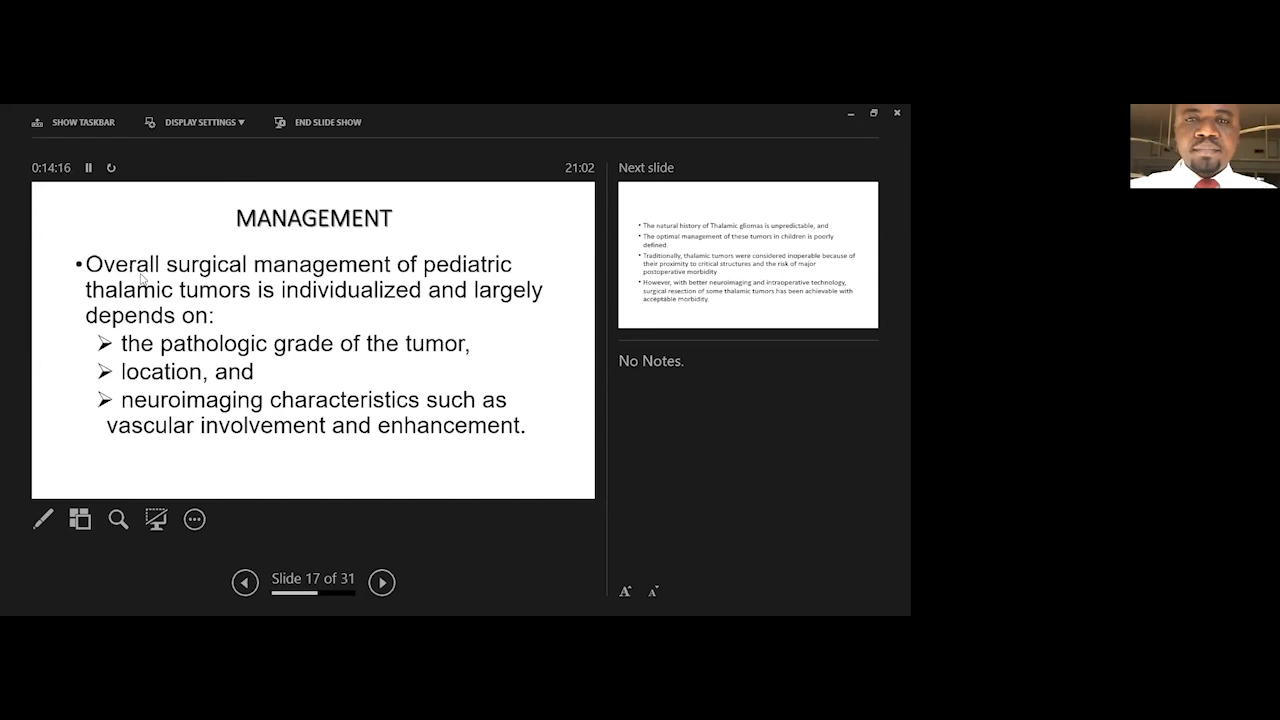 SHOW TASKBAR
DISPLAY SETTINGS ▼
END SLIDE SHOW
0:14:16
21:02
MANAGEMENT
•Overall surgical management of pediatric
thalamic tumors is individualized and largely
depends on:
➢ the pathologic grade of the tumor,
➢ location, and
➢ neuroimaging characteristics such as
vascular involvement and enhancement.
Slide 17 of 31
Next slide
• The natural history of Thalamic gliomas is unpredictable, and
• The optimal management of these tumors in children is poorly
defined.
• Traditionally, thalamic tumors were considered inoperable because of
their proximity to critical structures and the risk of major
postoperative morbidity
• However, with better neuroimaging and intraoperative technology,
surgical resection of some thalamic tumors has been achievable with
acceptable morbidity.
No Notes.
A A